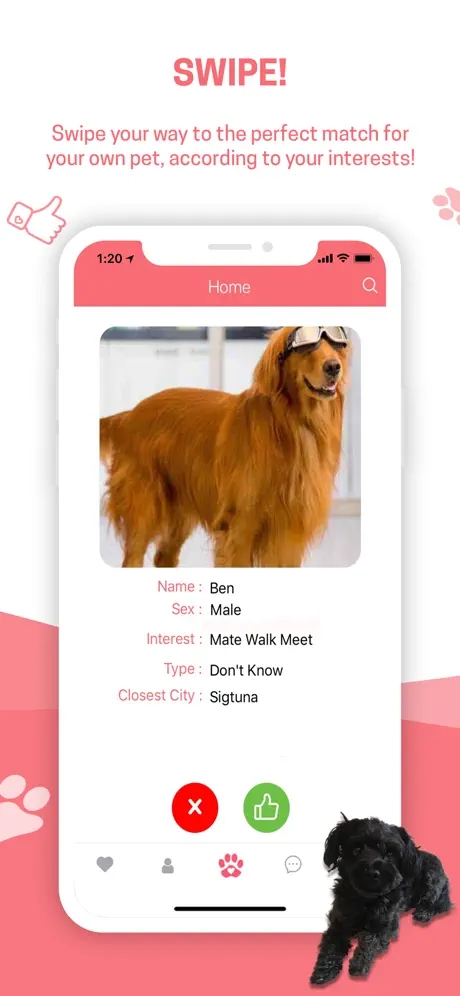 SWIPE!
Swipe your way to the perfect match for
your own pet, according to your interests!
1:20
Home
Name : Ben
Sex : Male
Interest : Mate Walk Meet
Type : Don't Know
Closest City : Sigtuna